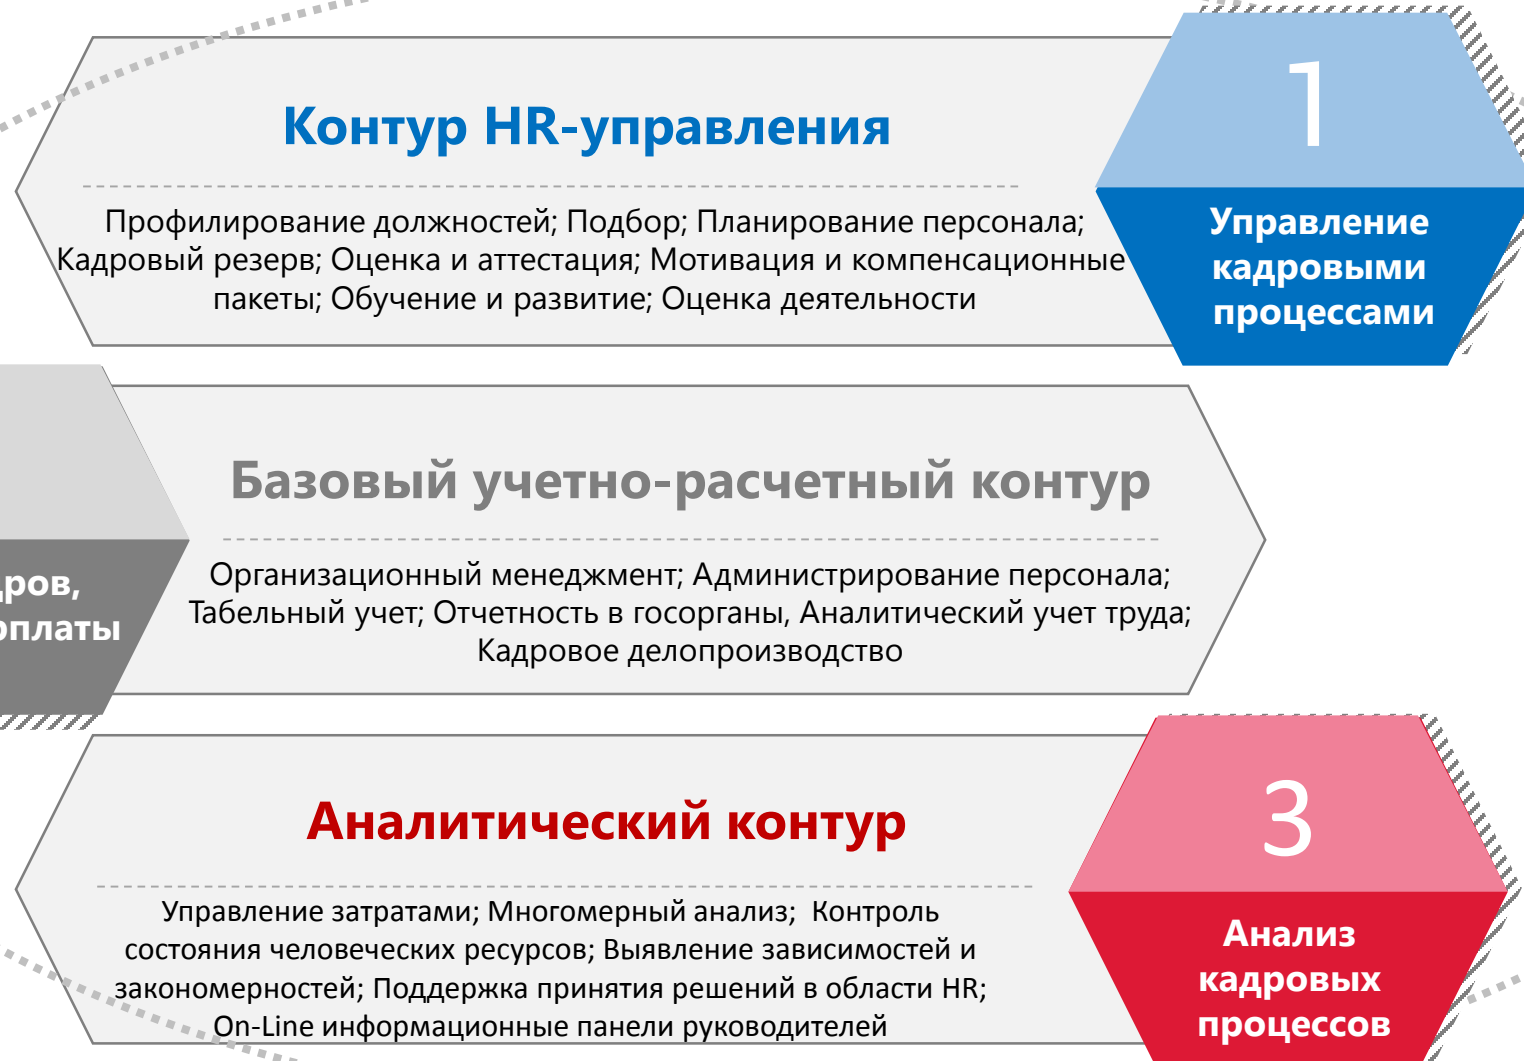 Контур HR-управления
Профилирование должностей; Подбор; Планирование персонала;
Кадровый резерв; Оценка и аттестация; Мотивация и компенсационные
пакеты; Обучение и развитие; Оценка деятельности
1
Управление
кадровыми
процессами
Базовый учетно-расчетный контур
Организационный менеджмент; Администрирование персонала;
Табельный учет; Отчетность в госорганы, Аналитический учет труда;
Кадровое делопроизводство
Аналитический контур
Управление затратами; Многомерный анализ; Контроль
состояния человеческих ресурсов; Выявление зависимостей и
закономерностей; Поддержка принятия решений в области HR;
On-Line информационные панели руководителей
3
Анализ
кадровых
процессов